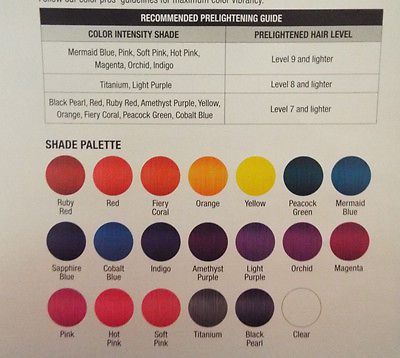 Follow our color pros' guidelines for maximum color vibrancy.
RECOMMENDED PRELIGHTENING GUIDE
COLOR INTENSITY SHADE PRELIGHTENED HAIR LEVEL
Mermaid Blue, Pink, Soft Pink, Hot Pink,
Magenta, Orchid, Indigo
Level 9 and lighter
Titanium, Light Purple Level 8 and lighter
Black Pearl, Red, Ruby Red, Amethyst Purple, Yellow,
Orange, Fiery Coral, Peacock Green, Cobalt Blue
Level 7 and lighter
SHADE PALETTE
Ruby Red
Red
Fiery Coral
Orange
Yellow
Peacock Green
Mermaid Blue
Sapphire Blue
Cobalt Blue
Indigo
Amethyst Purple
Light Purple
Orchid
Magenta
Pink
Hot Pink
Soft Pink
Titanium
Black Pearl
Clear